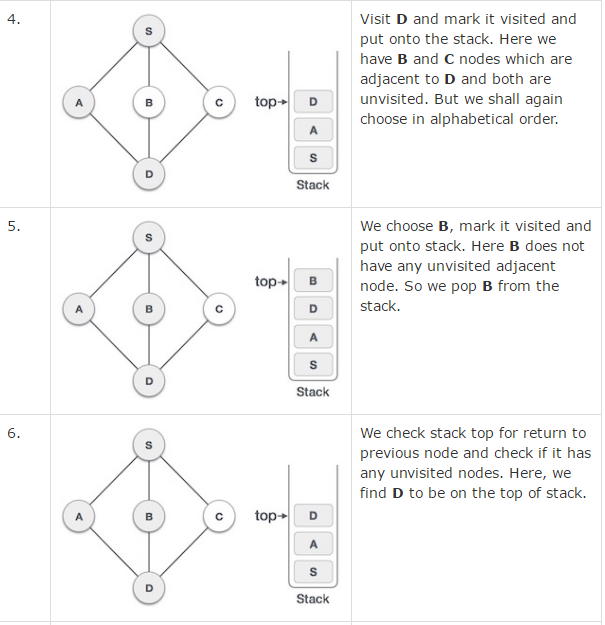 4.
S
A
B
C
D
top→
D
A
S
Stack
Visit D and mark it visited and
put onto the stack. Here we
have B and C nodes which are
adjacent to D and both are
unvisited. But we shall again
choose in alphabetical order.
5.
S
A
B
C
D
top→
B
D
A
S
Stack
We choose B, mark it visited and
put onto stack. Here B does not
have any unvisited adjacent
node. So we pop B from the
stack.
6.
S
A
B
C
D
top→
D
A
S
Stack
We check stack top for return to
previous node and check if it has
any unvisited nodes. Here, we
find D to be on the top of stack.